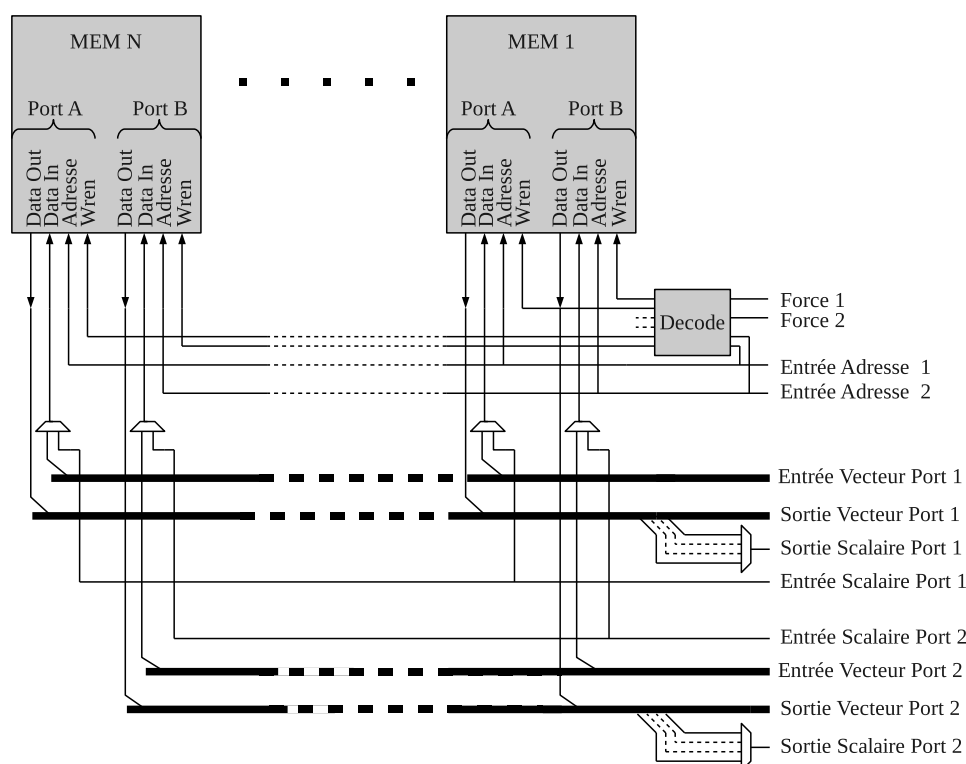 MEM N
MEM 1
Port A
Port B
Port A
Port B
Data Out
Data In
Adresse
Wren
Data Out
Data In
Adresse
Wren
Data Out
Data In
Adresse
Wren
Data Out
Data In
Adresse
Wren
Decode
Force 1
Force 2
Entrée Adresse 1
Entrée Adresse 2
Entrée Vecteur Port 1
Sortie Vecteur Port 1
Sortie Scalaire Port 1
Entrée Scalaire Port 1
Entrée Scalaire Port 2
Entrée Vecteur Port 2
Sortie Vecteur Port 2
Sortie Scalaire Port 2